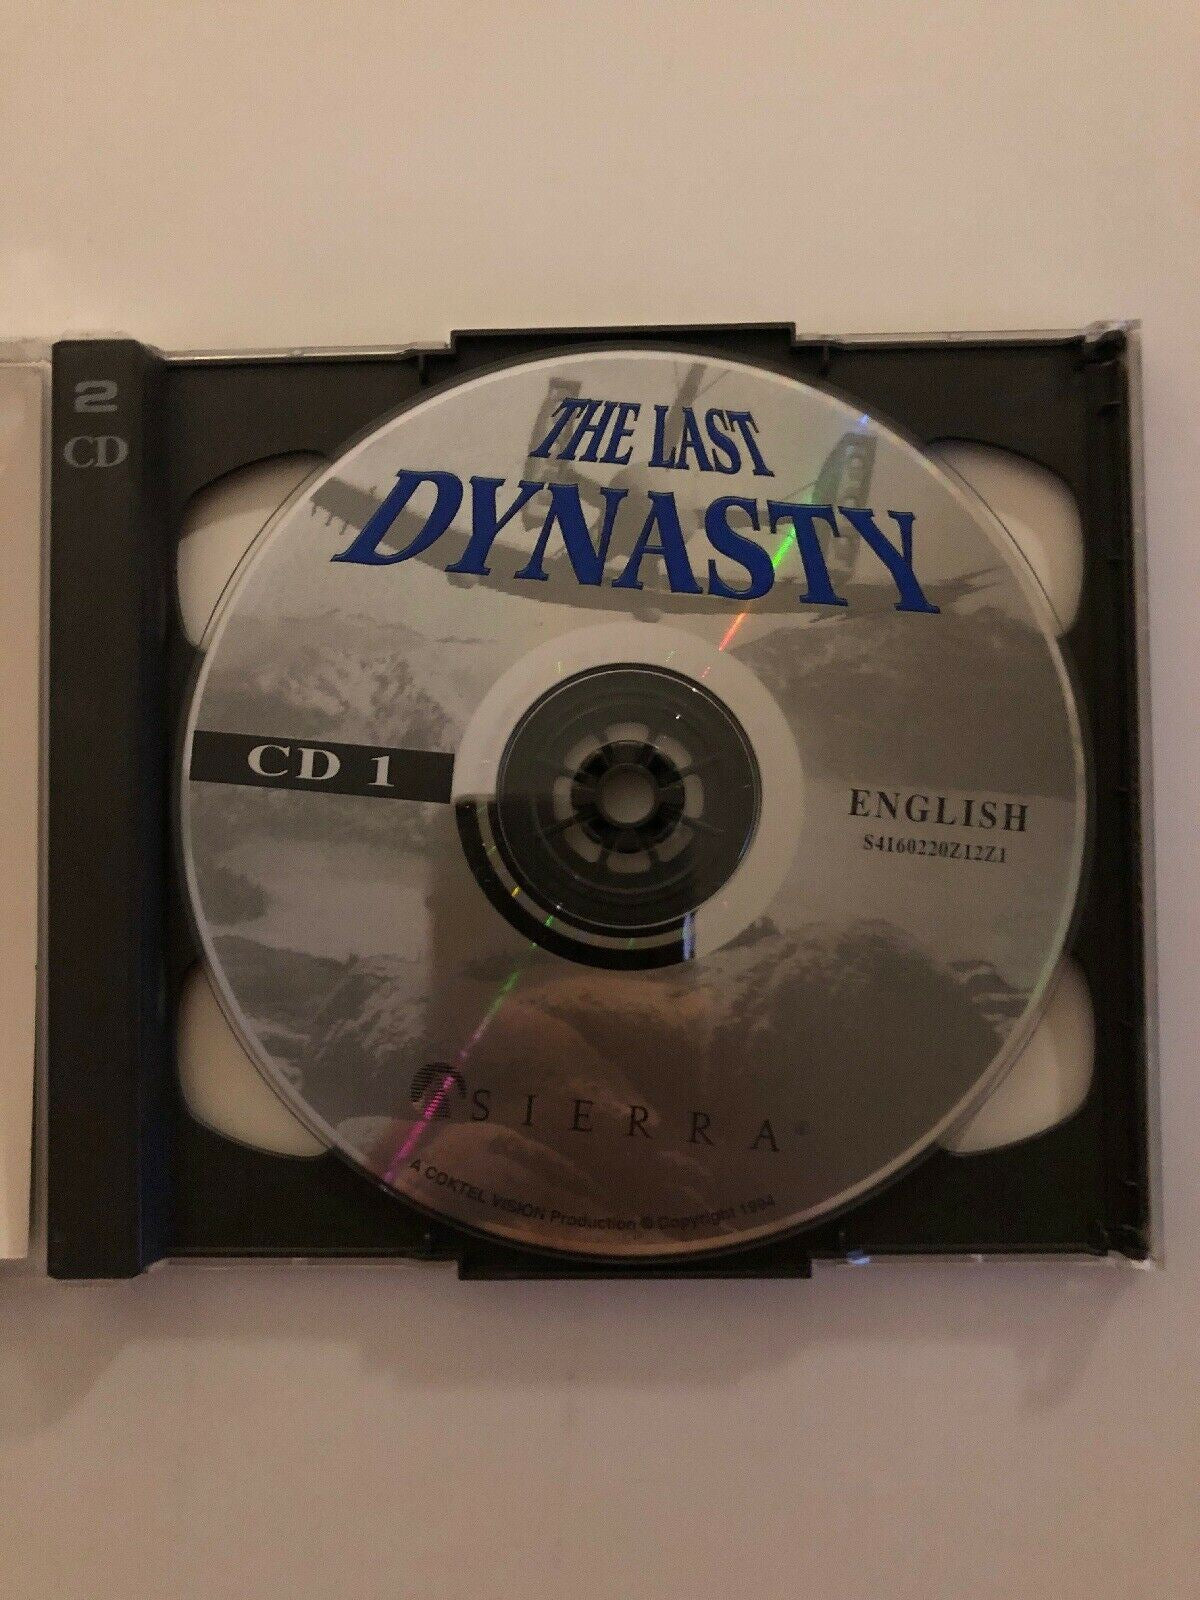 2
CD
THE LAST
DYNASTY
CD 1
ENGLISH
S4160220Z12Z1
SIERRA
A COKTEL VISION Production © Copyright 1994